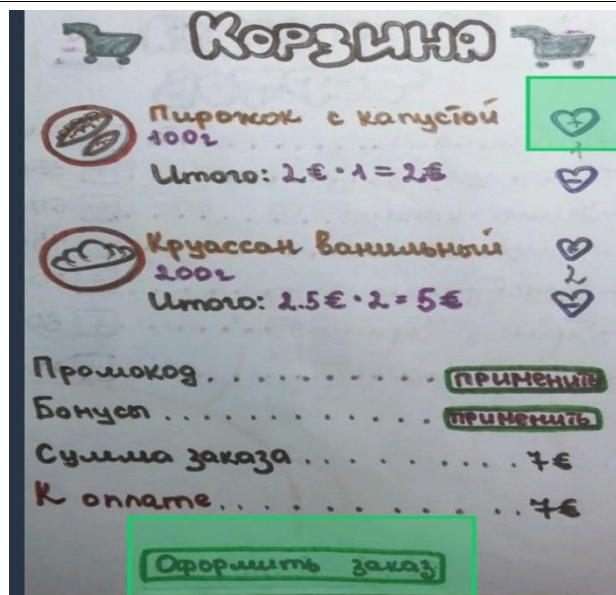 Корзина
Пирожок с капустой
100г
+
1
Итого: 2€ · 1 = 2€
-
Круассан ванильный
200г
+
2
Итого: 2.5€ · 2 = 5€
-
Промокод . . . . . . . . . . . применить
Бонусы . . . . . . . . . . . . . применить
Сумма заказа . . . . . . . . . 7€
К оплате . . . . . . . . . . . 7€
Оформить заказ